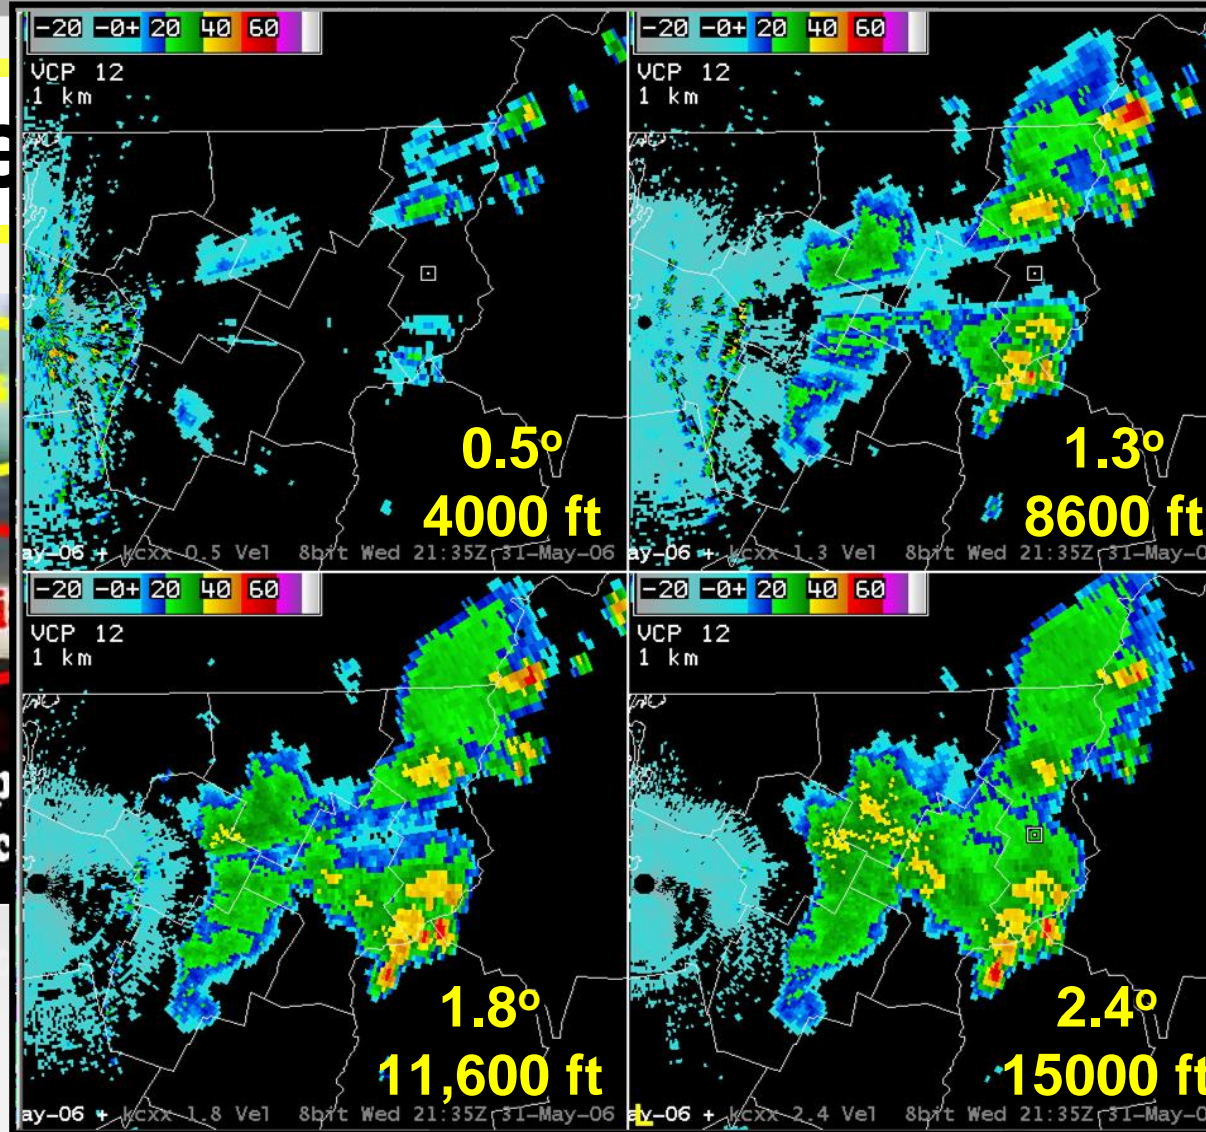 -20 -0+ 20 40 60
VCP 12
1 km
0.5º
4000 ft
ay-06 + kcxx 0.5 Vel 8bit Wed 21:35Z 31-May-06
-20 -0+ 20 40 60
VCP 12
1 km
1.3º
8600 ft
ay-06 + kcxx 1.3 Vel 8bit Wed 21:35Z 31-May-0
-20 -0+ 20 40 60
VCP 12
1 km
1.8º
11,600 ft
ay-06 + kcxx 1.8 Vel 8bit Wed 21:35Z 31-May-06
-20 -0+ 20 40 60
VCP 12
1 km
2.4º
15000 ft
L
ay-06 + kcxx 2.4 Vel 8bit Wed 21:35Z 31-May-0